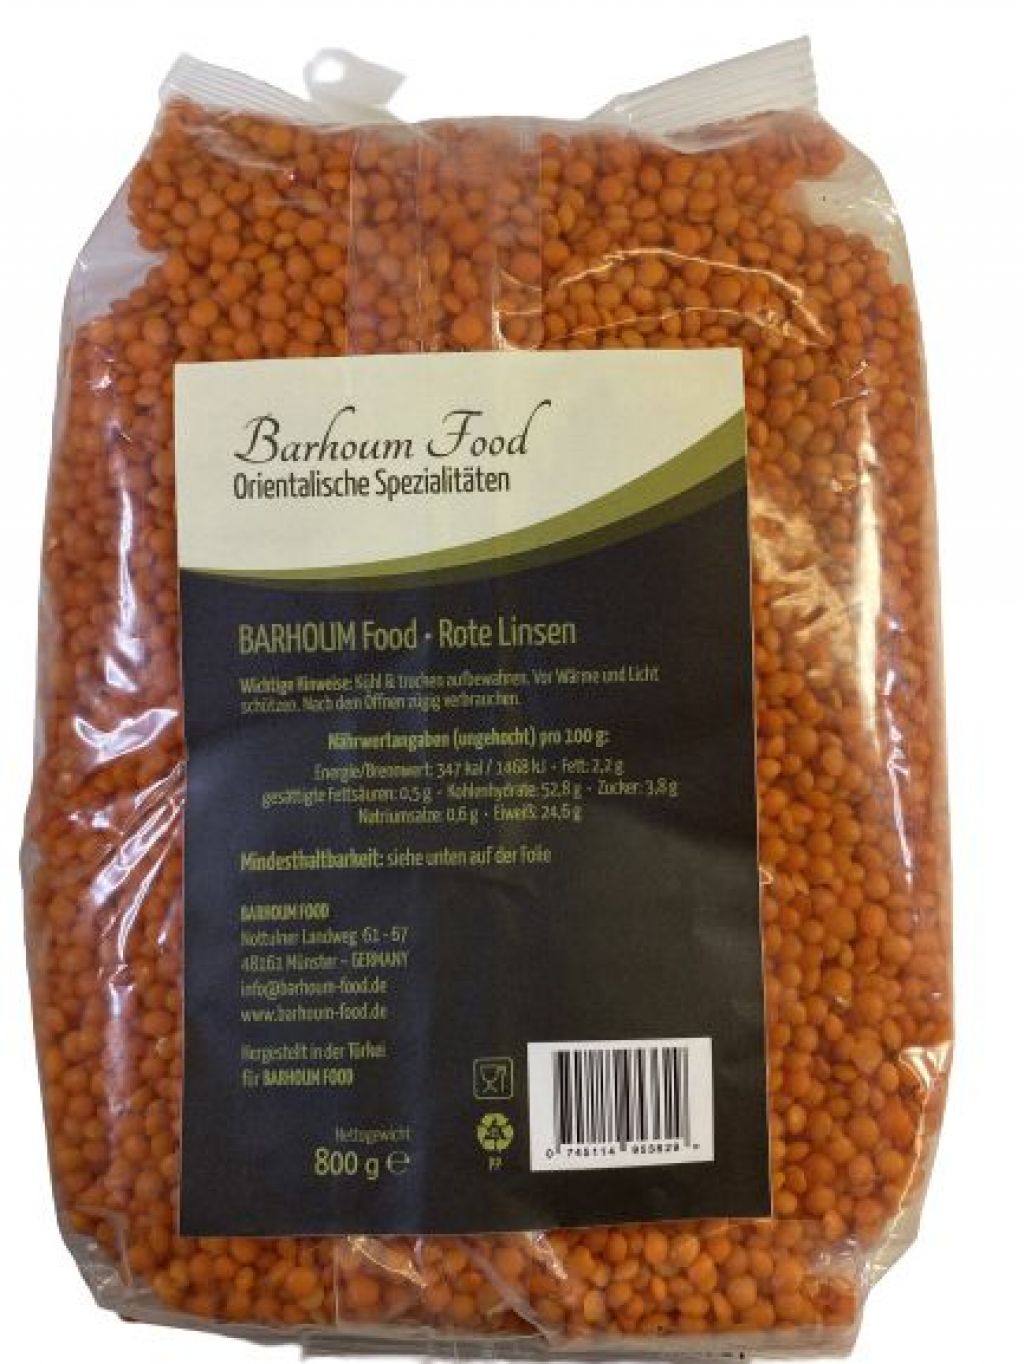 Barhoum Food
Orientalische Spezialitäten
BARHOUM Food • Rote Linsen
Wichtige Hinweise: Kühl & trocken aufbewahren. Vor Wärme und Licht
schützen. Nach dem Öffnen zügig verbrauchen.
Nährwertangaben (ungekocht) pro 100 g:
Energie/Brennwert: 347 kal / 1468 kJ - Fett: 2,2 g
gesättigte Fettsäuren: 0,5 g - Kohlenhydrate: 52,8 g - Zucker: 3,8 g
Natriumsalze: 0,6 g - Eiweiß: 24,6 g
Mindesthaltbarkeit: siehe unten auf der Folie
BARHOUM FOOD
Nottulner Landweg 61 - 67
48161 Münster - GERMANY
info@barhoum-food.de
www.barhoum-food.de
Hergestellt in der Türkei
für BARHOUM FOOD
Nettogewicht
800 g ℮
PP
0 745114